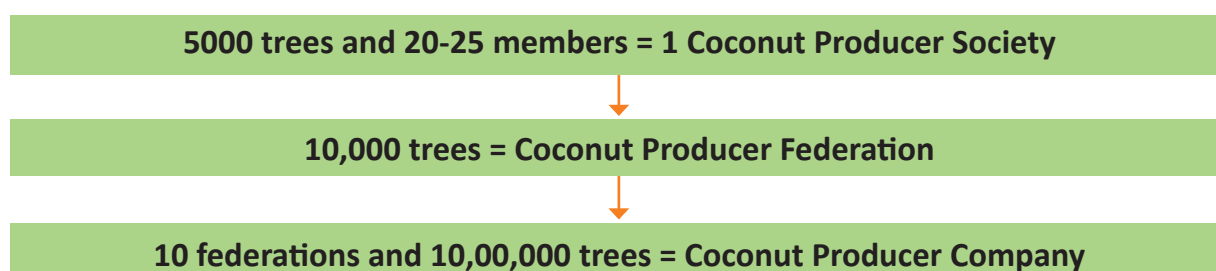 5000 trees and 20-25 members = 1 Coconut Producer Society
10,000 trees = Coconut Producer Federation
10 federations and 10,00,000 trees = Coconut Producer Company